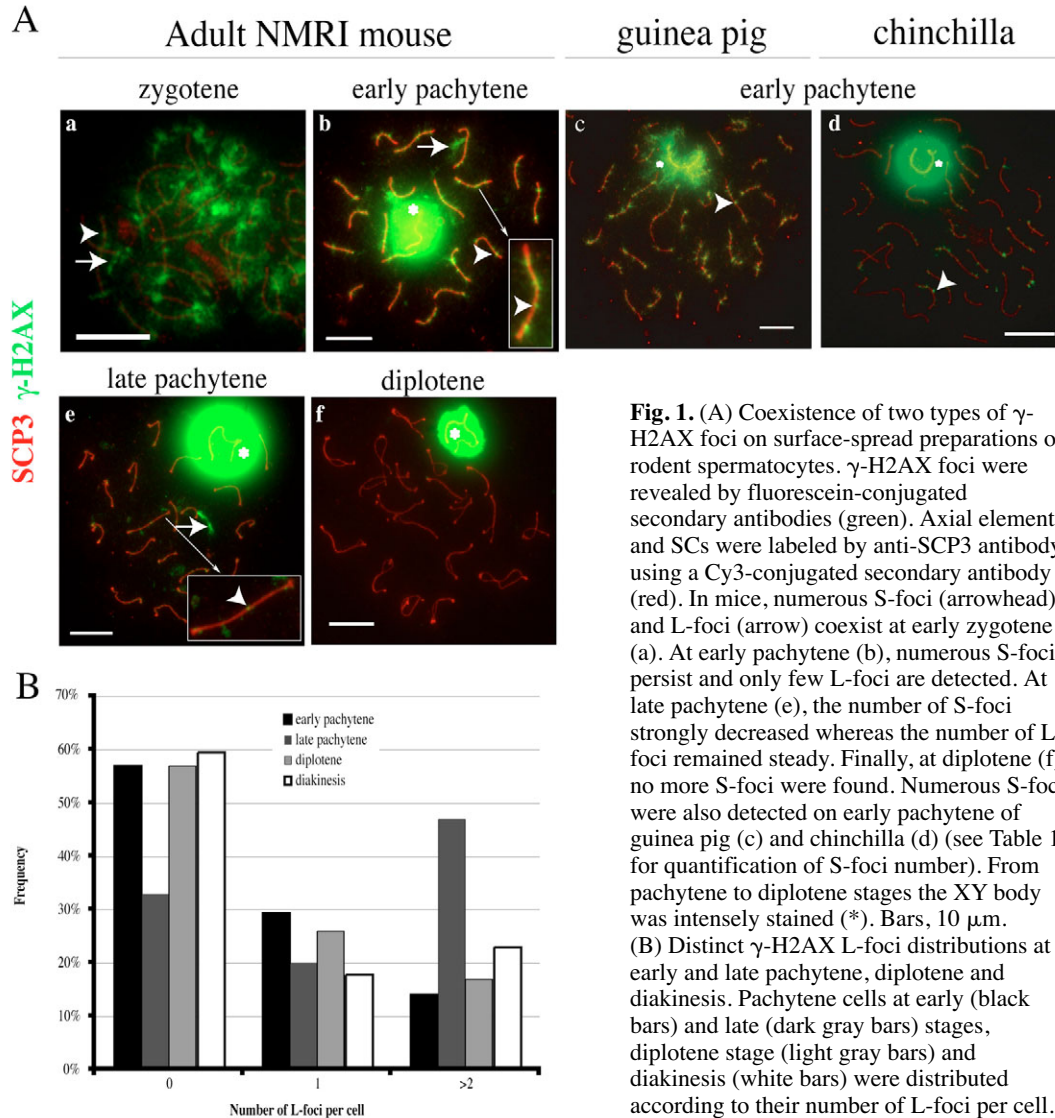 A
Adult NMRI mouse
guinea pig
chinchilla
zygotene
early pachytene
early pachytene
a
b
c
d
SCP3 γ-H2AX
late pachytene
diplotene
e
f
*
*
*
*
*
Fig. 1. (A) Coexistence of two types of γ-
H2AX foci on surface-spread preparations o
rodent spermatocytes. γ-H2AX foci were
revealed by fluorescein-conjugated
secondary antibodies (green). Axial element
and SCs were labeled by anti-SCP3 antibody
using a Cy3-conjugated secondary antibody
(red). In mice, numerous S-foci (arrowhead)
and L-foci (arrow) coexist at early zygotene
(a). At early pachytene (b), numerous S-foci
persist and only few L-foci are detected. At
late pachytene (e), the number of S-foci
strongly decreased whereas the number of L
foci remained steady. Finally, at diplotene (f)
no more S-foci were found. Numerous S-foc
were also detected on early pachytene of
guinea pig (c) and chinchilla (d) (see Table 1
for quantification of S-foci number). From
pachytene to diplotene stages the XY body
was intensely stained (*). Bars, 10 μm.
(B) Distinct γ-H2AX L-foci distributions at
early and late pachytene, diplotene and
diakinesis. Pachytene cells at early (black
bars) and late (dark gray bars) stages,
diplotene stage (light gray bars) and
diakinesis (white bars) were distributed
according to their number of L-foci per cell.
B
70%
60%
50%
40%
30%
20%
10%
0%
Frequency
early pachytene
late pachytene
diplotene
diakinesis
0
1
>2
Number of L-foci per cell